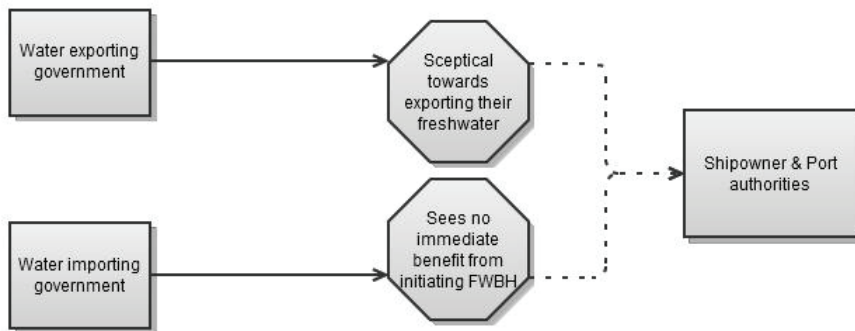 Water exporting
government
Sceptical
towards
exporting their
freshwater
Shipowner & Port
authorities
Water importing
government
Sees no
immediate
benefit from
initiating FWBH